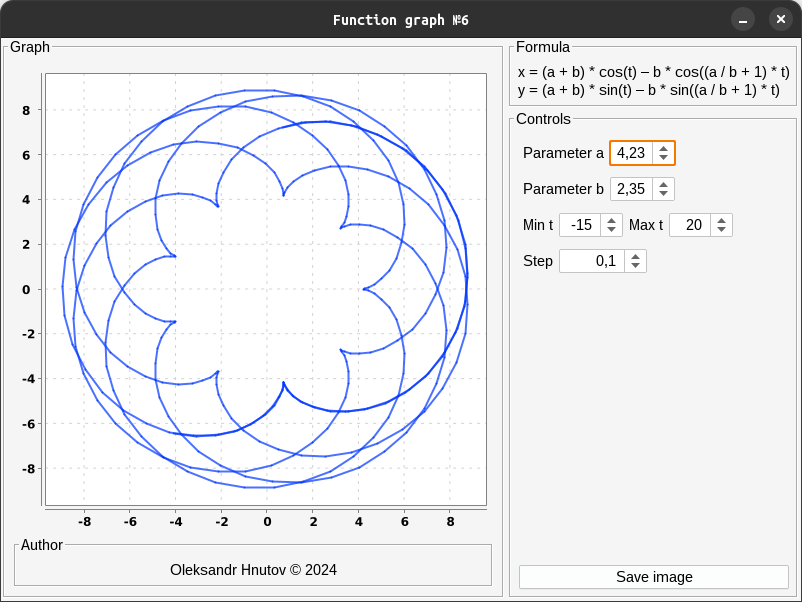 Function graph №6
Graph
8
6
4
2
0
-2
-4
-6
-8
-8 -6 -4 -2 0 2 4 6 8
Author
Oleksandr Hnutov © 2024
Formula
x = (a + b) * cos(t) – b * cos((a / b + 1) * t)
y = (a + b) * sin(t) – b * sin((a / b + 1) * t)
Controls
Parameter a 4,23
Parameter b 2,35
Min t -15 Max t 20
Step 0,1
Save image